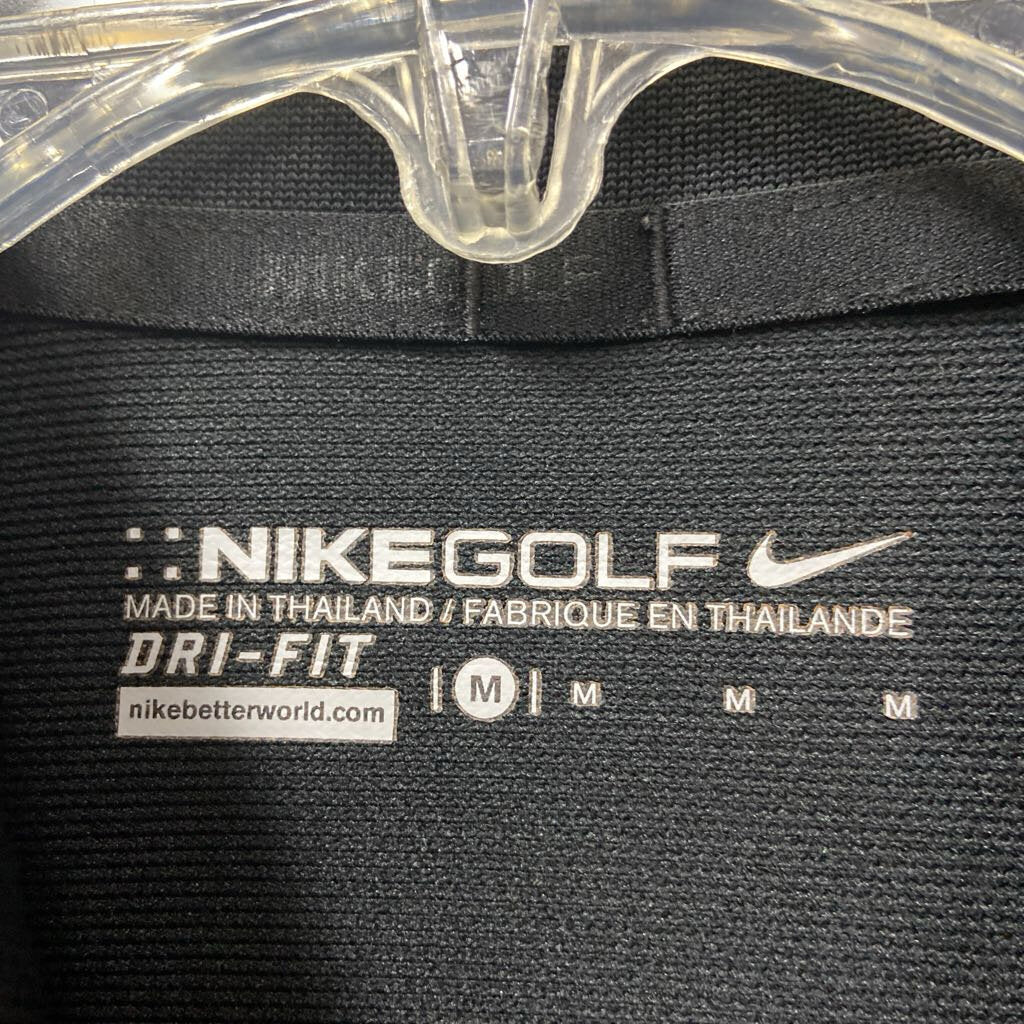 NIKEGOLF
MADE IN THAILAND / FABRIQUE EN THAILANDE
DRI-FIT
M M M M
nikebetterworld.com